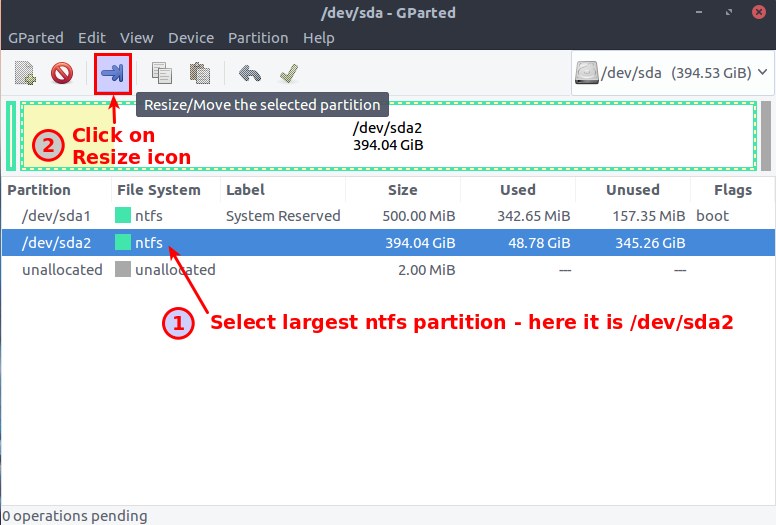 /dev/sda - GParted
GParted Edit View Device Partition Help
/dev/sda (394.53 GiB)
Resize/Move the selected partition
2 Click on
Resize icon
/dev/sda2
394.04 GiB
Partition File System Label Size Used Unused Flags
/dev/sda1 ntfs System Reserved 500.00 MiB 342.65 MiB 157.35 MiB boot
/dev/sda2 ntfs 394.04 GiB 48.78 GiB 345.26 GiB
unallocated unallocated 2.00 MiB --- ---
1 Select largest ntfs partition - here it is /dev/sda2
0 operations pending